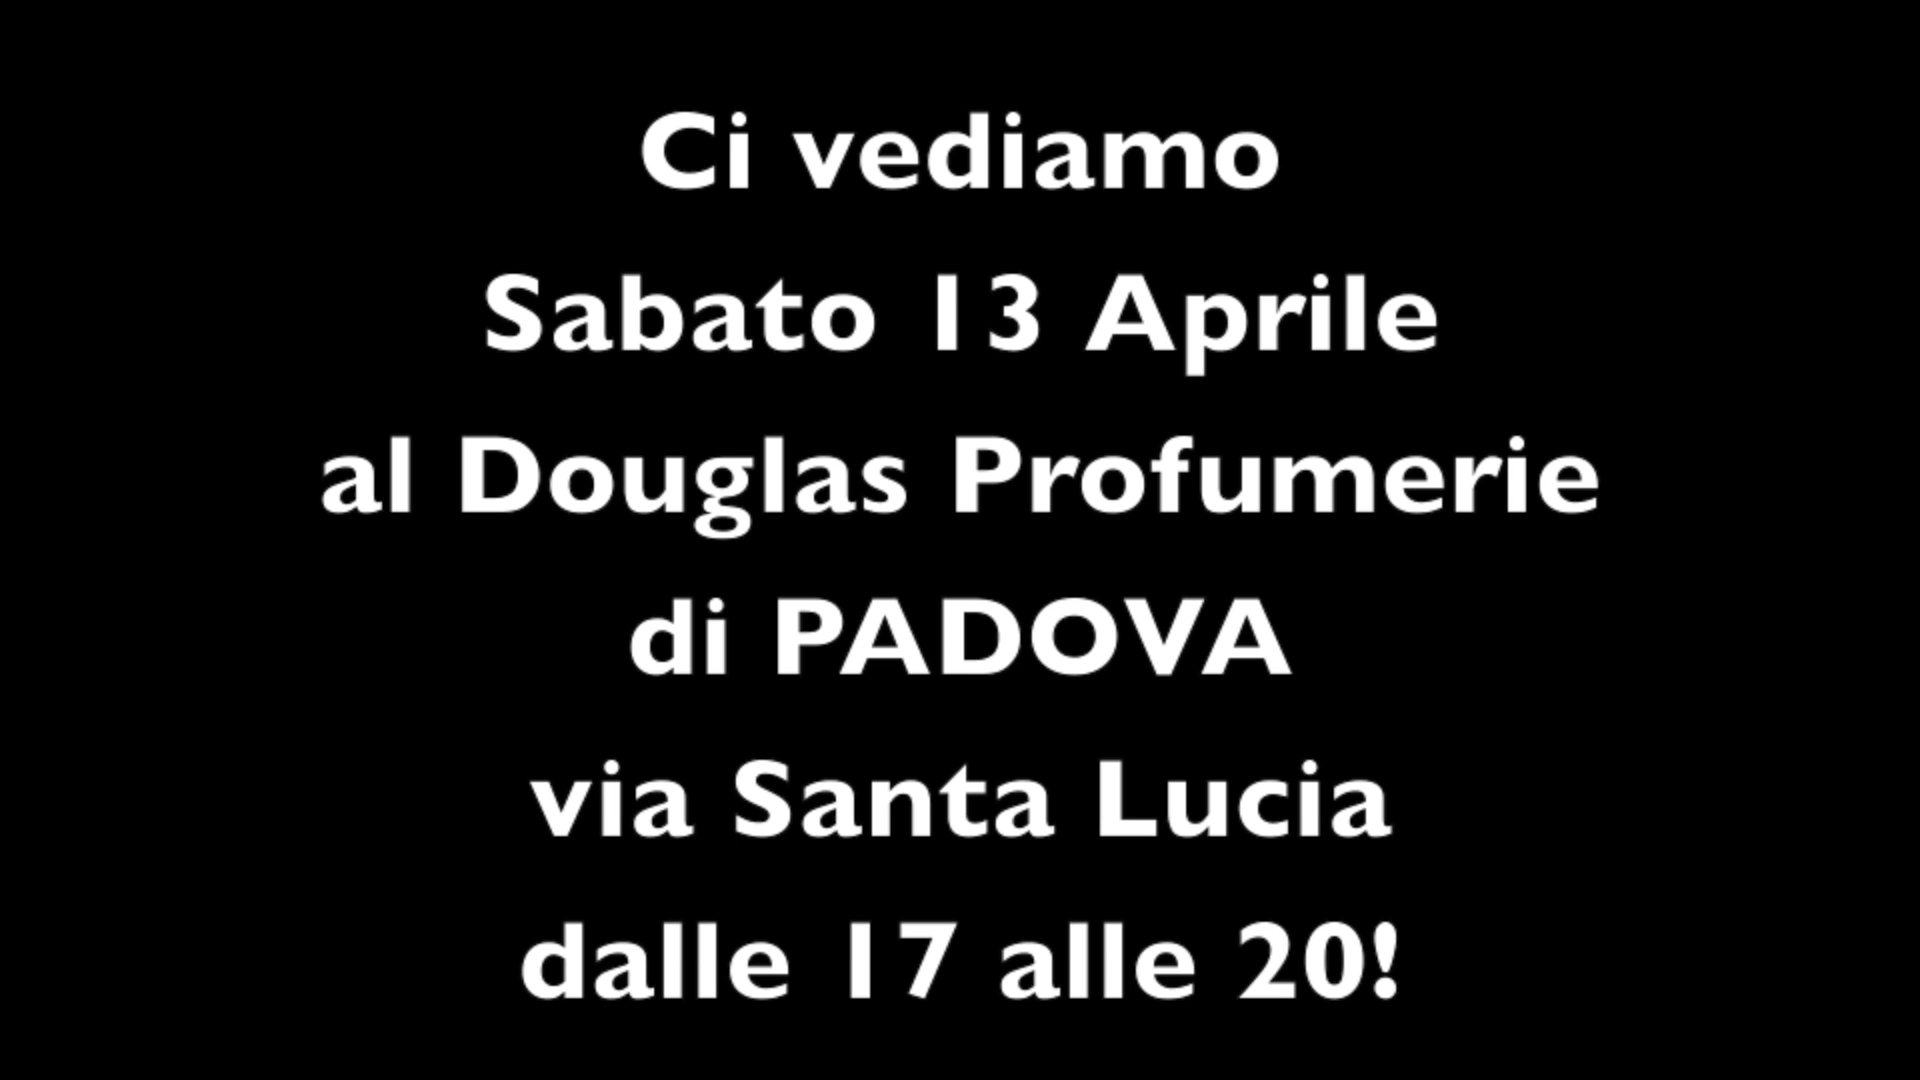 Ci vediamo
Sabato 13 Aprile
al Douglas Profumerie
di PADOVA
via Santa Lucia
dalle 17 alle 20!